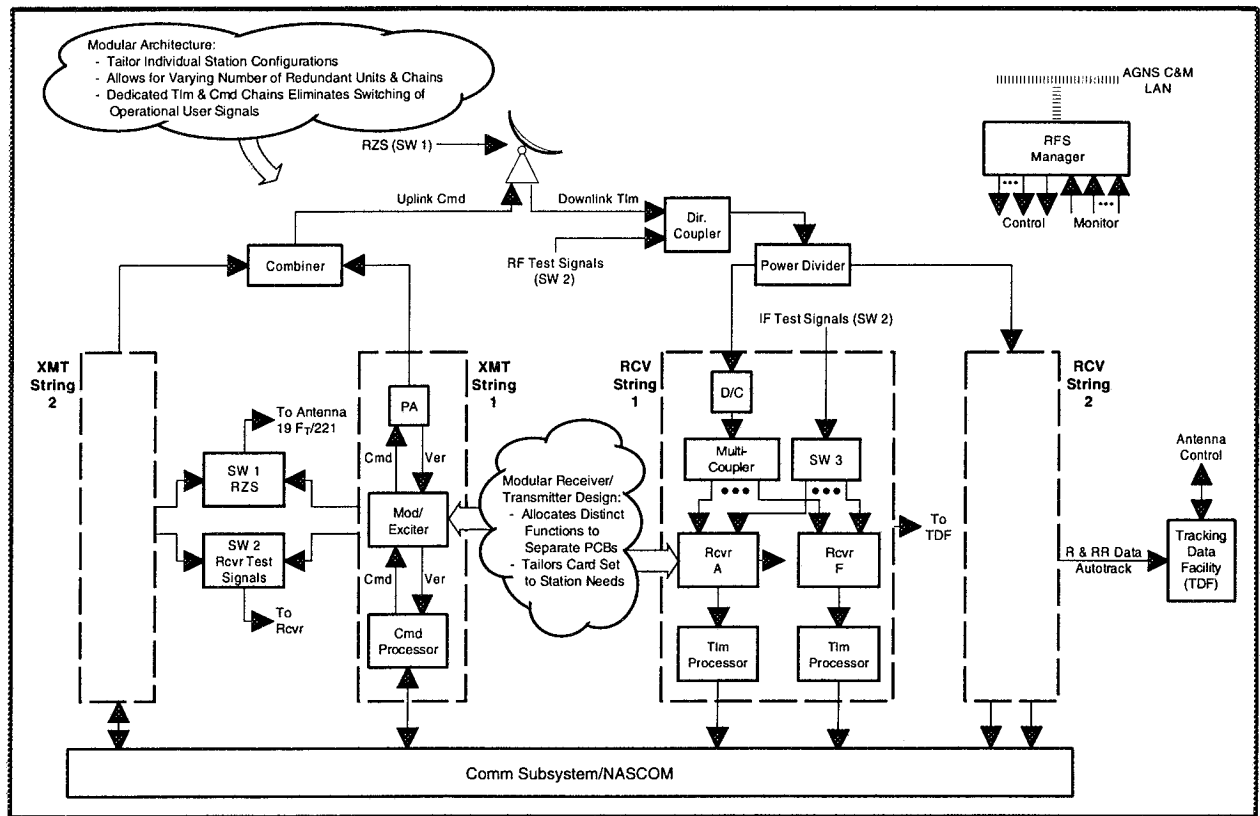 Modular Architecture:
- Tailor Individual Station Configurations
- Allows for Varying Number of Redundant Units & Chains
- Dedicated Tlm & Cmd Chains Eliminates Switching of
Operational User Signals
AGNS C&M
LAN
RZS (SW 1)
RFS
Manager
Control
Monitor
Uplink Cmd
Downlink Tlm
Dir.
Coupler
Combiner
RF Test Signals
(SW 2)
Power Divider
IF Test Signals (SW 2)
XMT
String
2
XMT
String
1
RCV
String
1
RCV
String
2
To Antenna
19 FT/221
PA
D/C
Cmd
Ver
Multi-
Coupler
SW 3
SW 1
RZS
Mod/
Exciter
Modular Receiver/
Transmitter Design:
- Allocates Distinct
Functions to
Separate PCBs
- Tailors Card Set
to Station Needs
Antenna
Control
To
TDF
SW 2
Rcvr Test
Signals
Rcvr
A
Rcvr
F
R & RR Data
Autotrack
Tracking
Data
Facility
(TDF)
Cmd
Ver
To
Rcvr
Cmd
Processor
Tlm
Processor
Tlm
Processor
Comm Subsystem/NASCOM